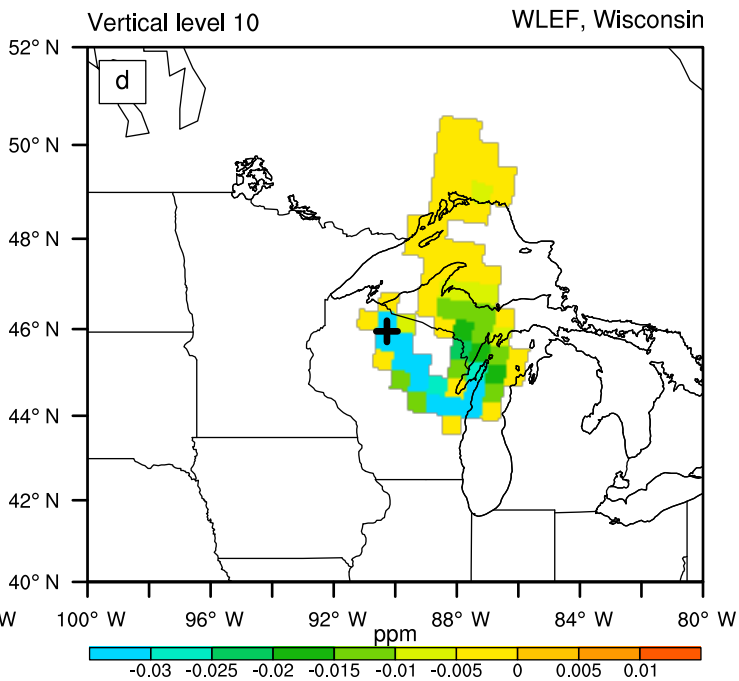 Vertical level 10 WLEF, Wisconsin
52° N
d
50° N
48° N
46° N
44° N
42° N
40° N
W 100° W 96° W 92° W 88° W 84° W 80° W
ppm
-0.03 -0.025 -0.02 -0.015 -0.01 -0.005 0 0.005 0.01